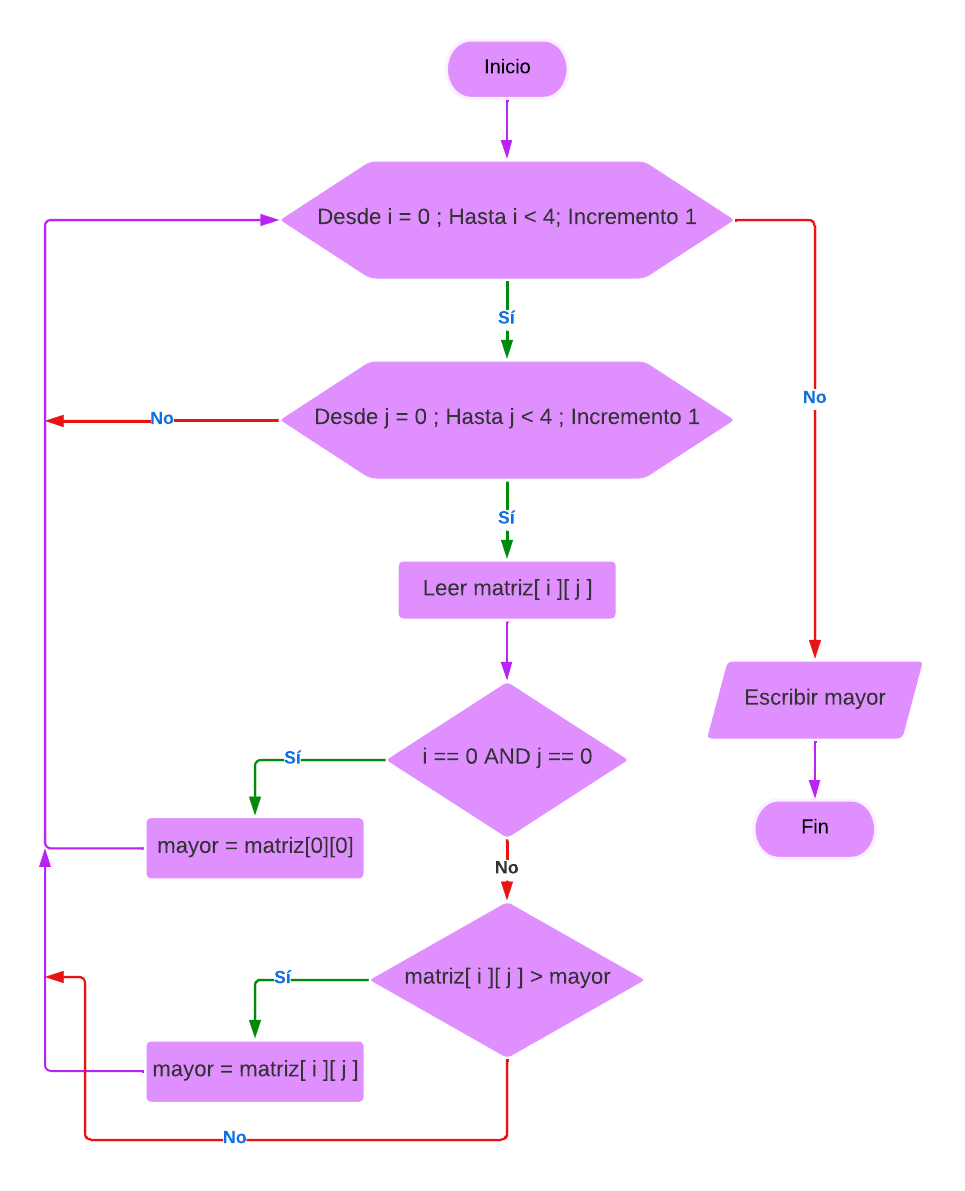 Inicio
Desde i = 0 ; Hasta i < 4; Incremento 1
Sí
No
Desde j = 0 ; Hasta j < 4 ; Incremento 1
No
Sí
Leer matriz[ i ][ j ]
Escribir mayor
i == 0 AND j == 0
Sí
Fin
mayor = matriz[0][0]
No
matriz[ i ][ j ] > mayor
Sí
mayor = matriz[ i ][ j ]
No